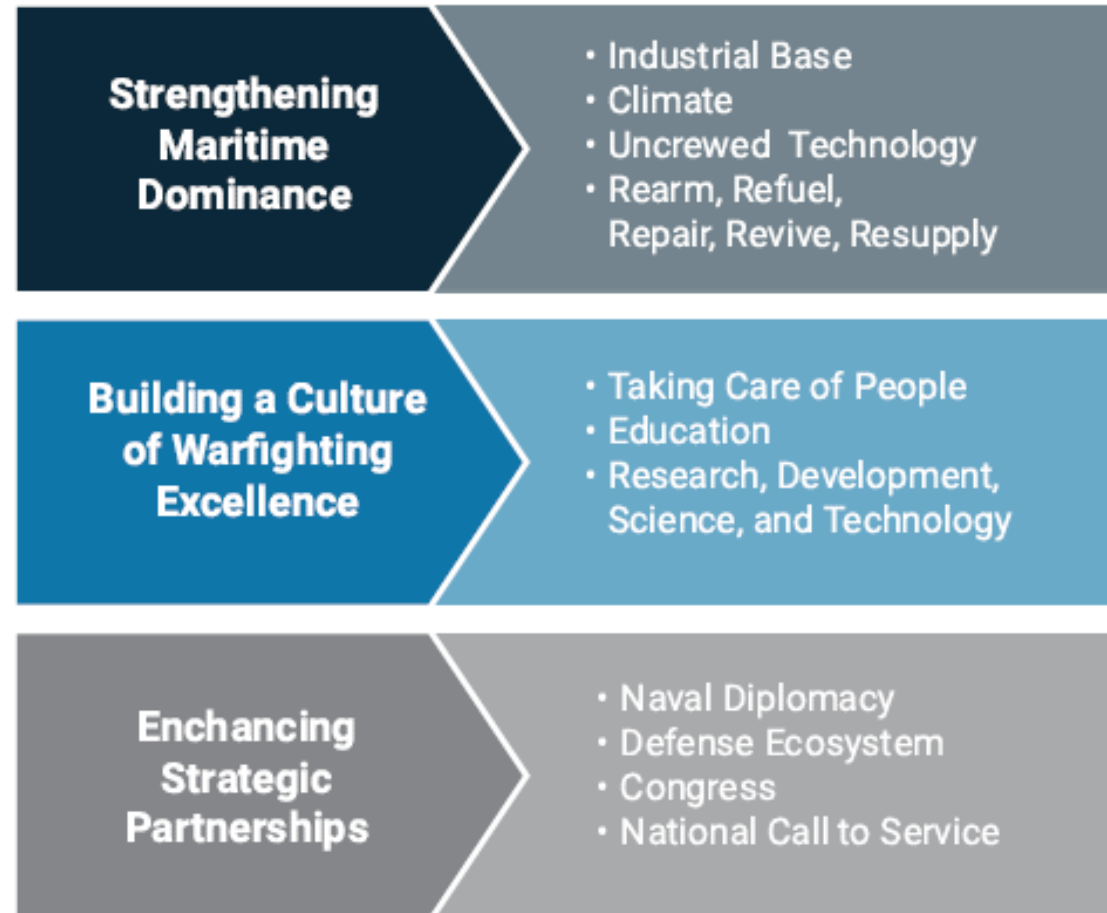 Strengthening
Maritime
Dominance
• Industrial Base
• Climate
• Uncrewed Technology
• Rearm, Refuel,
Repair, Revive, Resupply
Building a Culture
of Warfighting
Excellence
• Taking Care of People
• Education
• Research, Development,
Science, and Technology
Enchancing
Strategic
Partnerships
• Naval Diplomacy
• Defense Ecosystem
• Congress
• National Call to Service